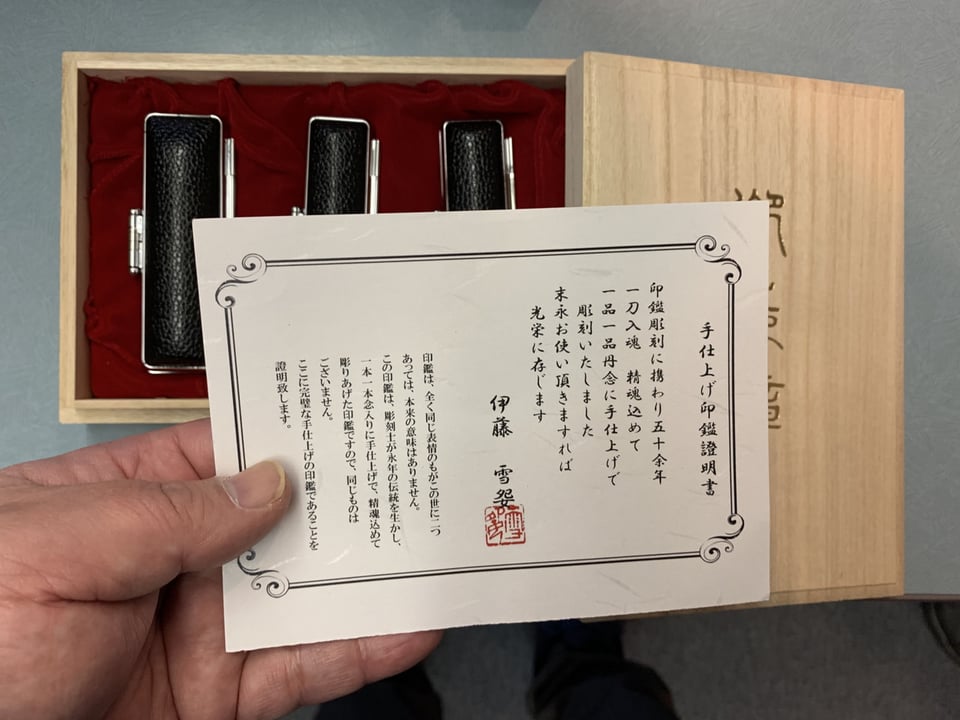 手仕上げ印鑑證明書
印鑑彫刻に携わり五十余年
一刀入魂 精魂込めて
一品一品丹念に手仕上げで
彫刻いたしました
末永お使い頂きますれば
光栄に存じます
伊藤 雪
印鑑は、全く同じ表情のもがこの世に二つ
あっては、本来の意味はありません。
この印鑑は、彫刻士が永年の伝統を生かし、
一本一本念入りに手仕上げで、精魂込めて
彫りあげた印鑑ですので、同じものは
ございません。
ここに完璧な手仕上げの印鑑であることを
證明致します。